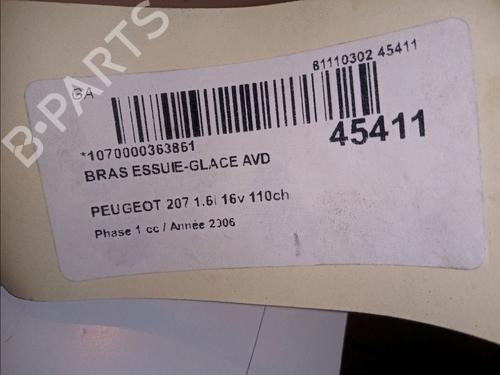 B-PARTS
GA
81110302 45411
*1070000363861
45411
BRAS ESSUIE-GLACE AVD
PEUGEOT 207 1.6i 16v 110ch
Phase 1 cc / Année 2006